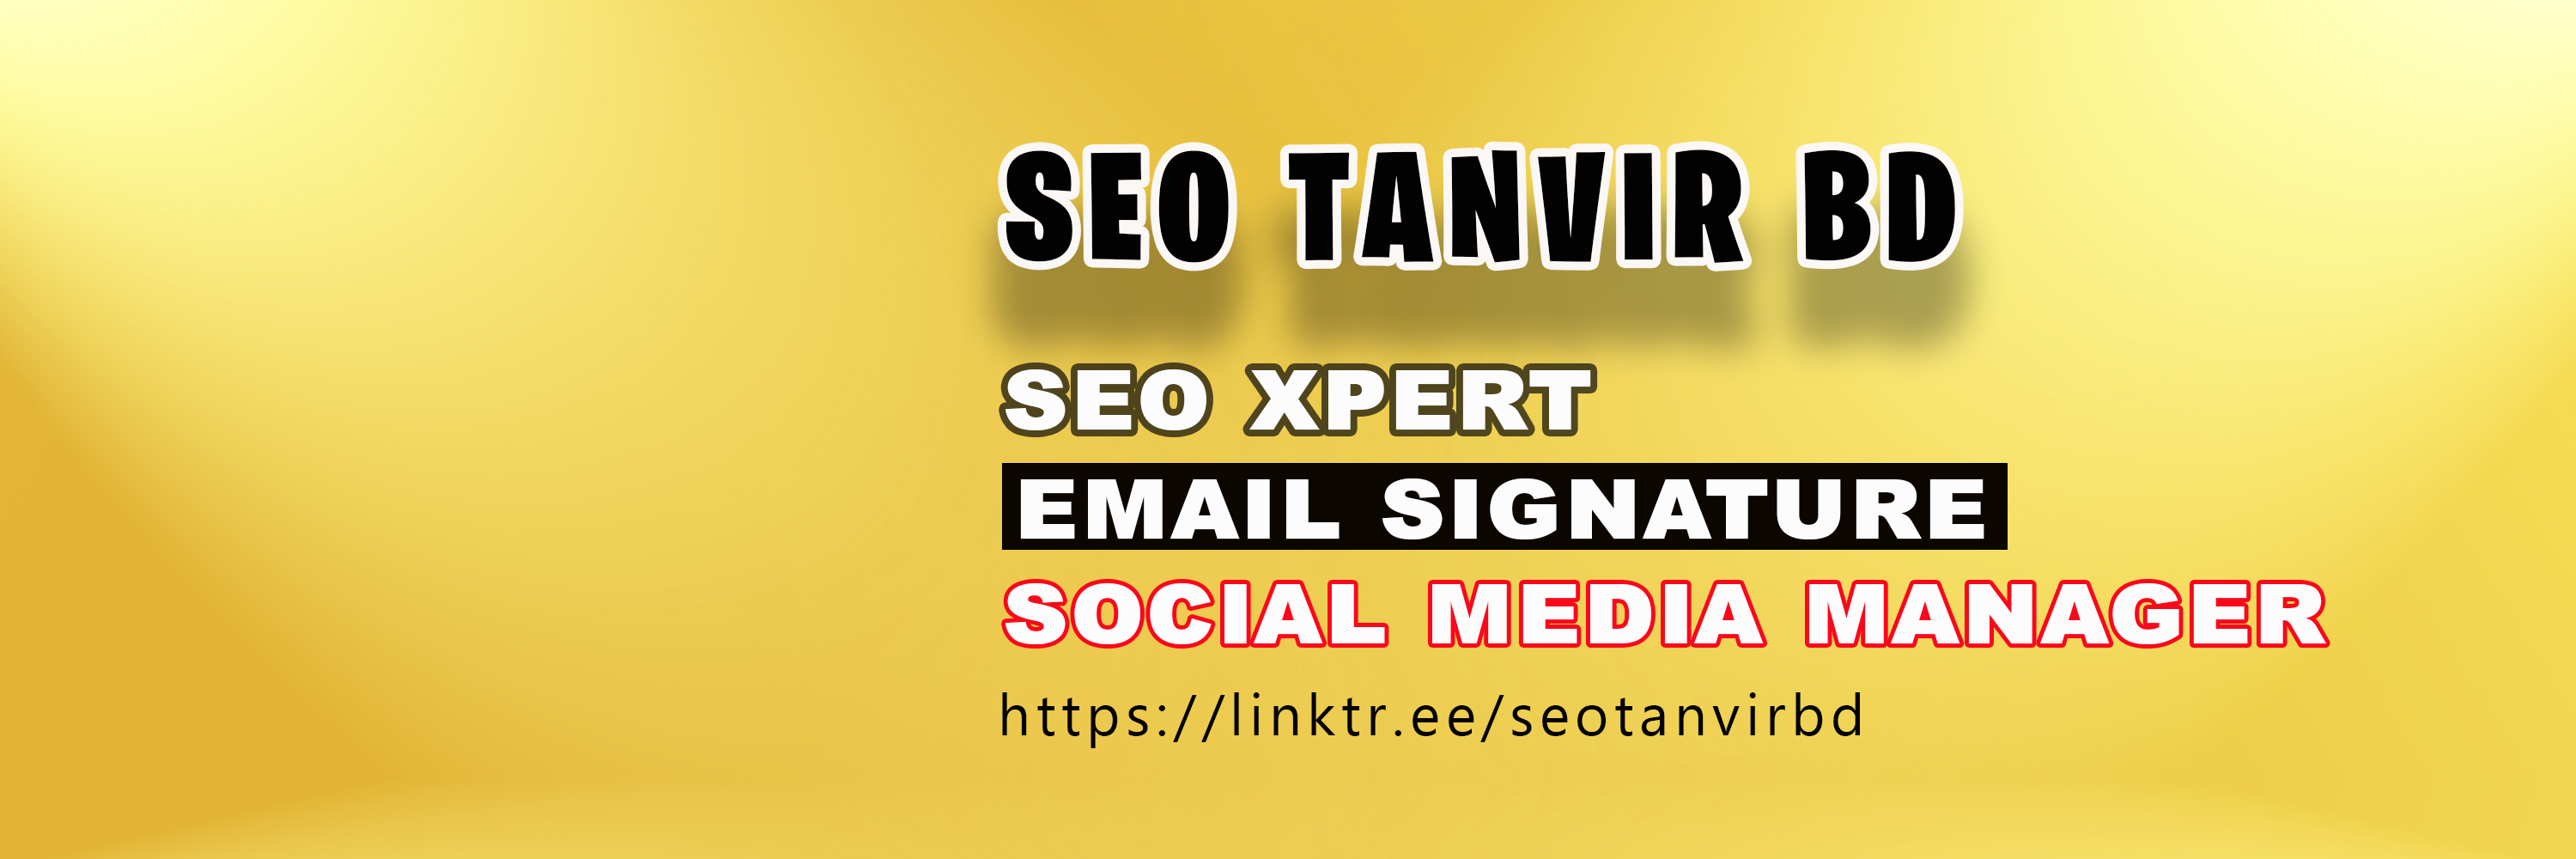 SEO TANVIR BD
SEO XPERT
EMAIL SIGNATURE
SOCIAL MEDIA MANAGER
https://linktr.ee/seotanvirbd